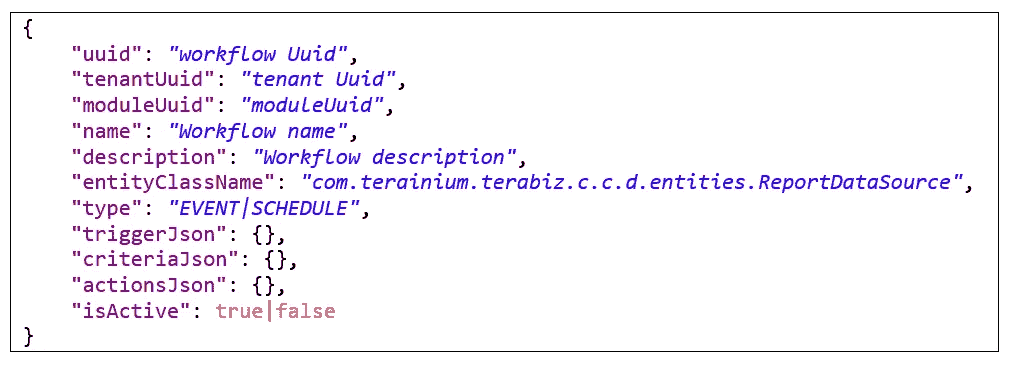 {
"uuid": "workflow Uuid",
"tenantUuid": "tenant Uuid",
"moduleUuid": "moduleUuid",
"name": "Workflow name",
"description": "Workflow description",
"entityClassName": "com.terainium.terabiz.c.c.d.entities.ReportDataSource",
"type": "EVENT|SCHEDULE",
"triggerJson": {},
"criteriaJson": {},
"actionsJson": {},
"isActive": true|false
}